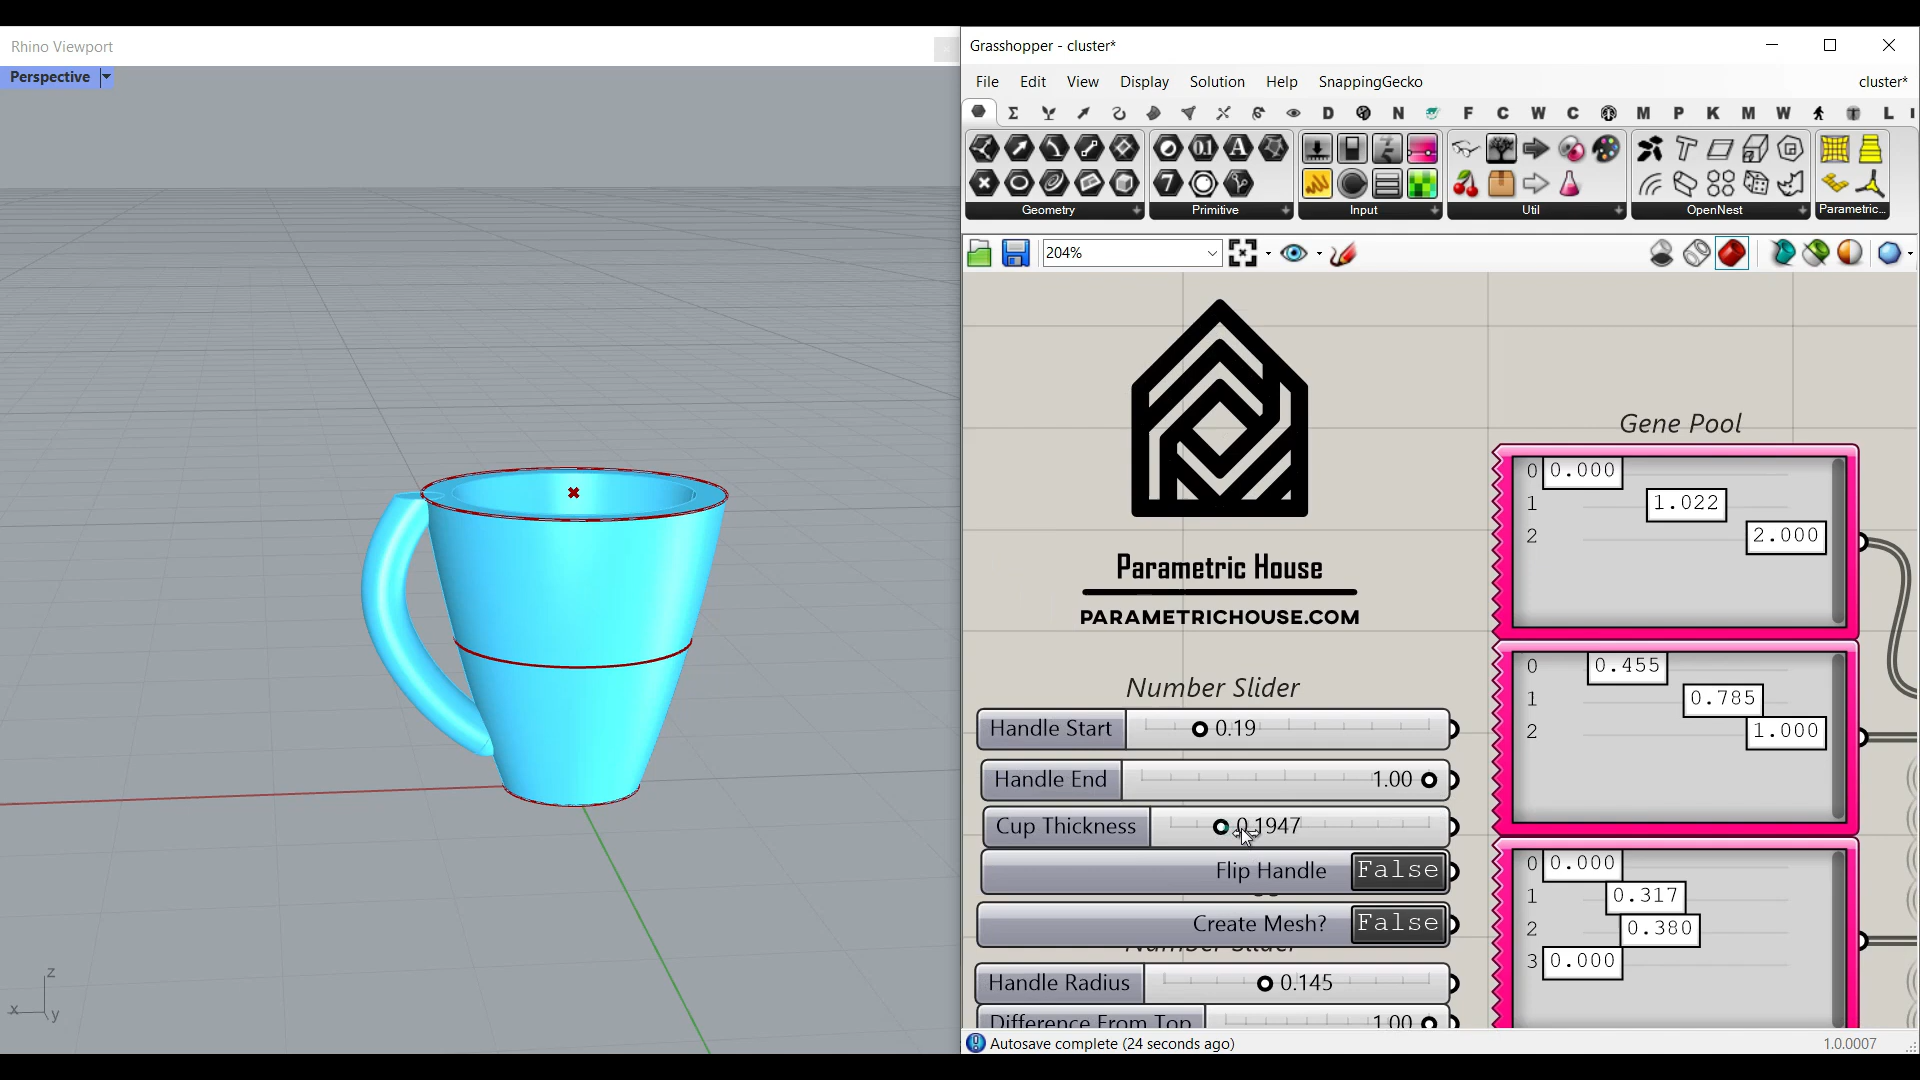 Rhino Viewport
Perspective
Grasshopper - cluster*
File Edit View Display Solution Help SnappingGecko cluster*
D N F C W C M P K M W L
Geometry Primitive Input Util OpenNest Parametric...
204%
Parametric House
PARAMETRICHOUSE.COM
Number Slider
Handle Start 0.19
Handle End 1.00
Cup Thickness 0.1947
Flip Handle False
Create Mesh? False
Number Slider
Handle Radius 0.145
Difference From Top 1.00
Gene Pool
0 0.000
1 1.022
2 2.000
0 0.455
1 0.785
2 1.000
0 0.000
1 0.317
2 0.380
3 0.000
z
x
y
Autosave complete (24 seconds ago)
1.0.0007